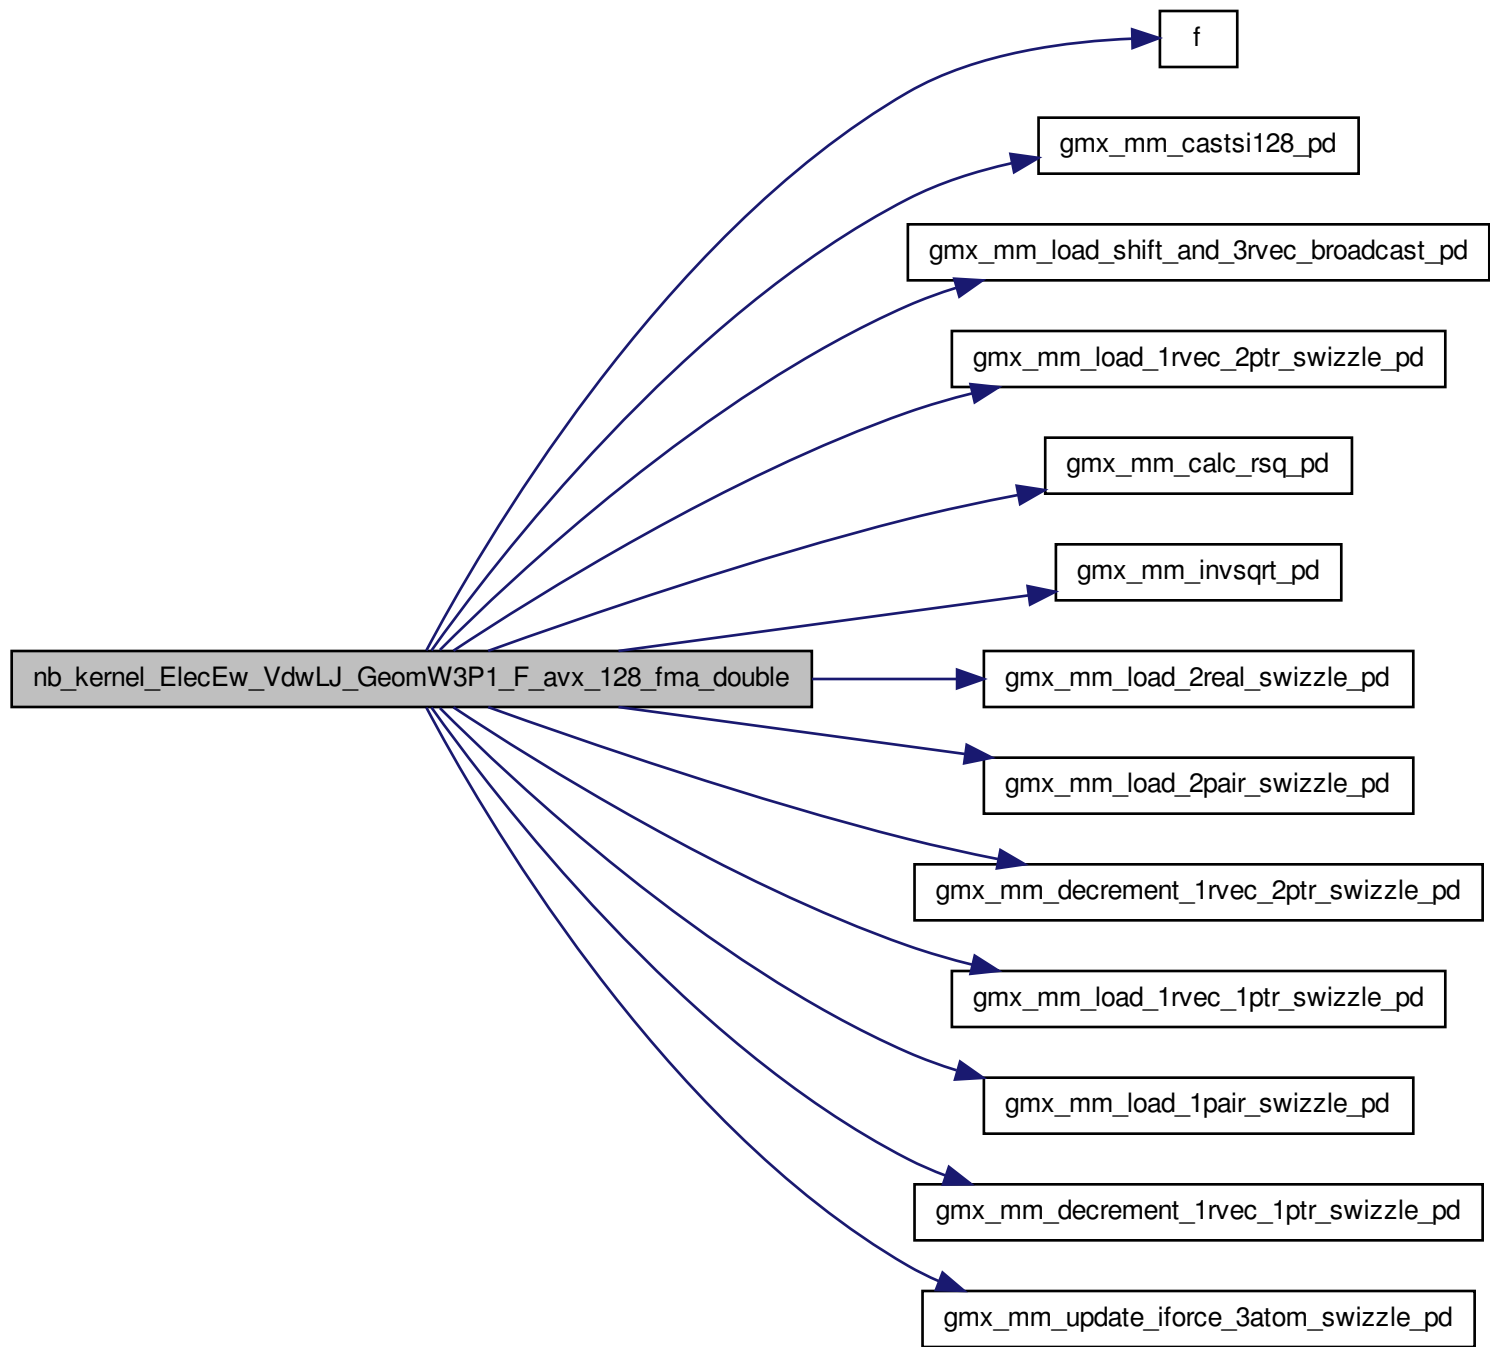 f
gmx_mm_castsi128_pd
gmx_mm_load_shift_and_3rvec_broadcast_pd
gmx_mm_load_1rvec_2ptr_swizzle_pd
gmx_mm_calc_rsq_pd
gmx_mm_invsqrt_pd
nb_kernel_ElecEw_VdwLJ_GeomW3P1_F_avx_128_fma_double
gmx_mm_load_2real_swizzle_pd
gmx_mm_load_2pair_swizzle_pd
gmx_mm_decrement_1rvec_2ptr_swizzle_pd
gmx_mm_load_1rvec_1ptr_swizzle_pd
gmx_mm_load_1pair_swizzle_pd
gmx_mm_decrement_1rvec_1ptr_swizzle_pd
gmx_mm_update_iforce_3atom_swizzle_pd